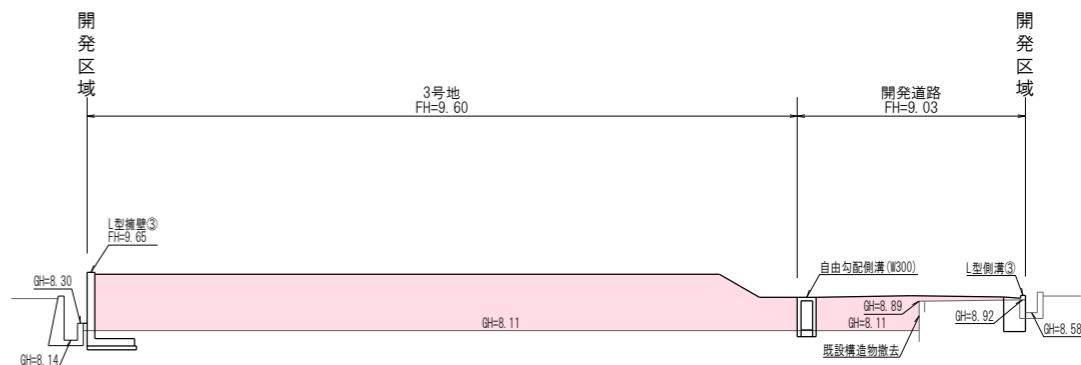 開発区域
開発区域
3号地
FH=9.60
開発道路
FH=9.03
L型擁壁③
FH=9.65
GH=8.30
自由勾配側溝(W300)
L型側溝③
GH=8.89
GH=8.11
GH=8.11
GH=8.92
GH=8.58
既設構造物撤去
GH=8.14